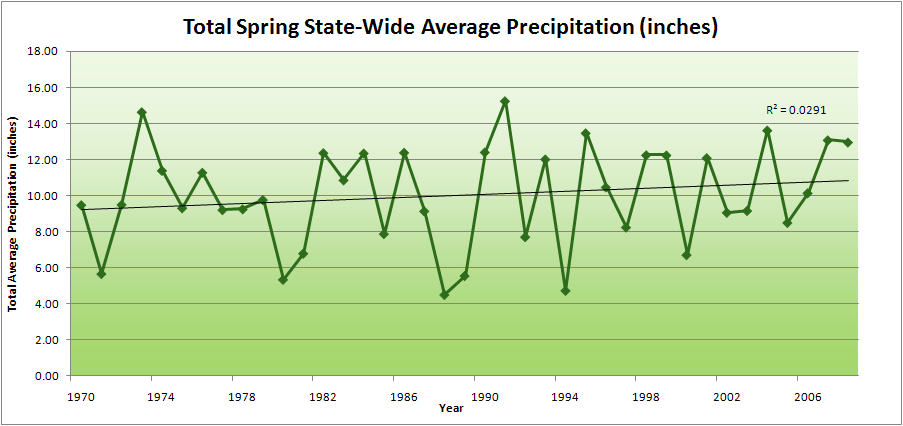 Total Spring State-Wide Average Precipitation (inches)
18.00
16.00
14.00
12.00
10.00
8.00
6.00
4.00
2.00
0.00
Total Average Precipitation (inches)
R² = 0.0291
1970 1974 1978 1982 1986 1990 1994 1998 2002 2006
Year